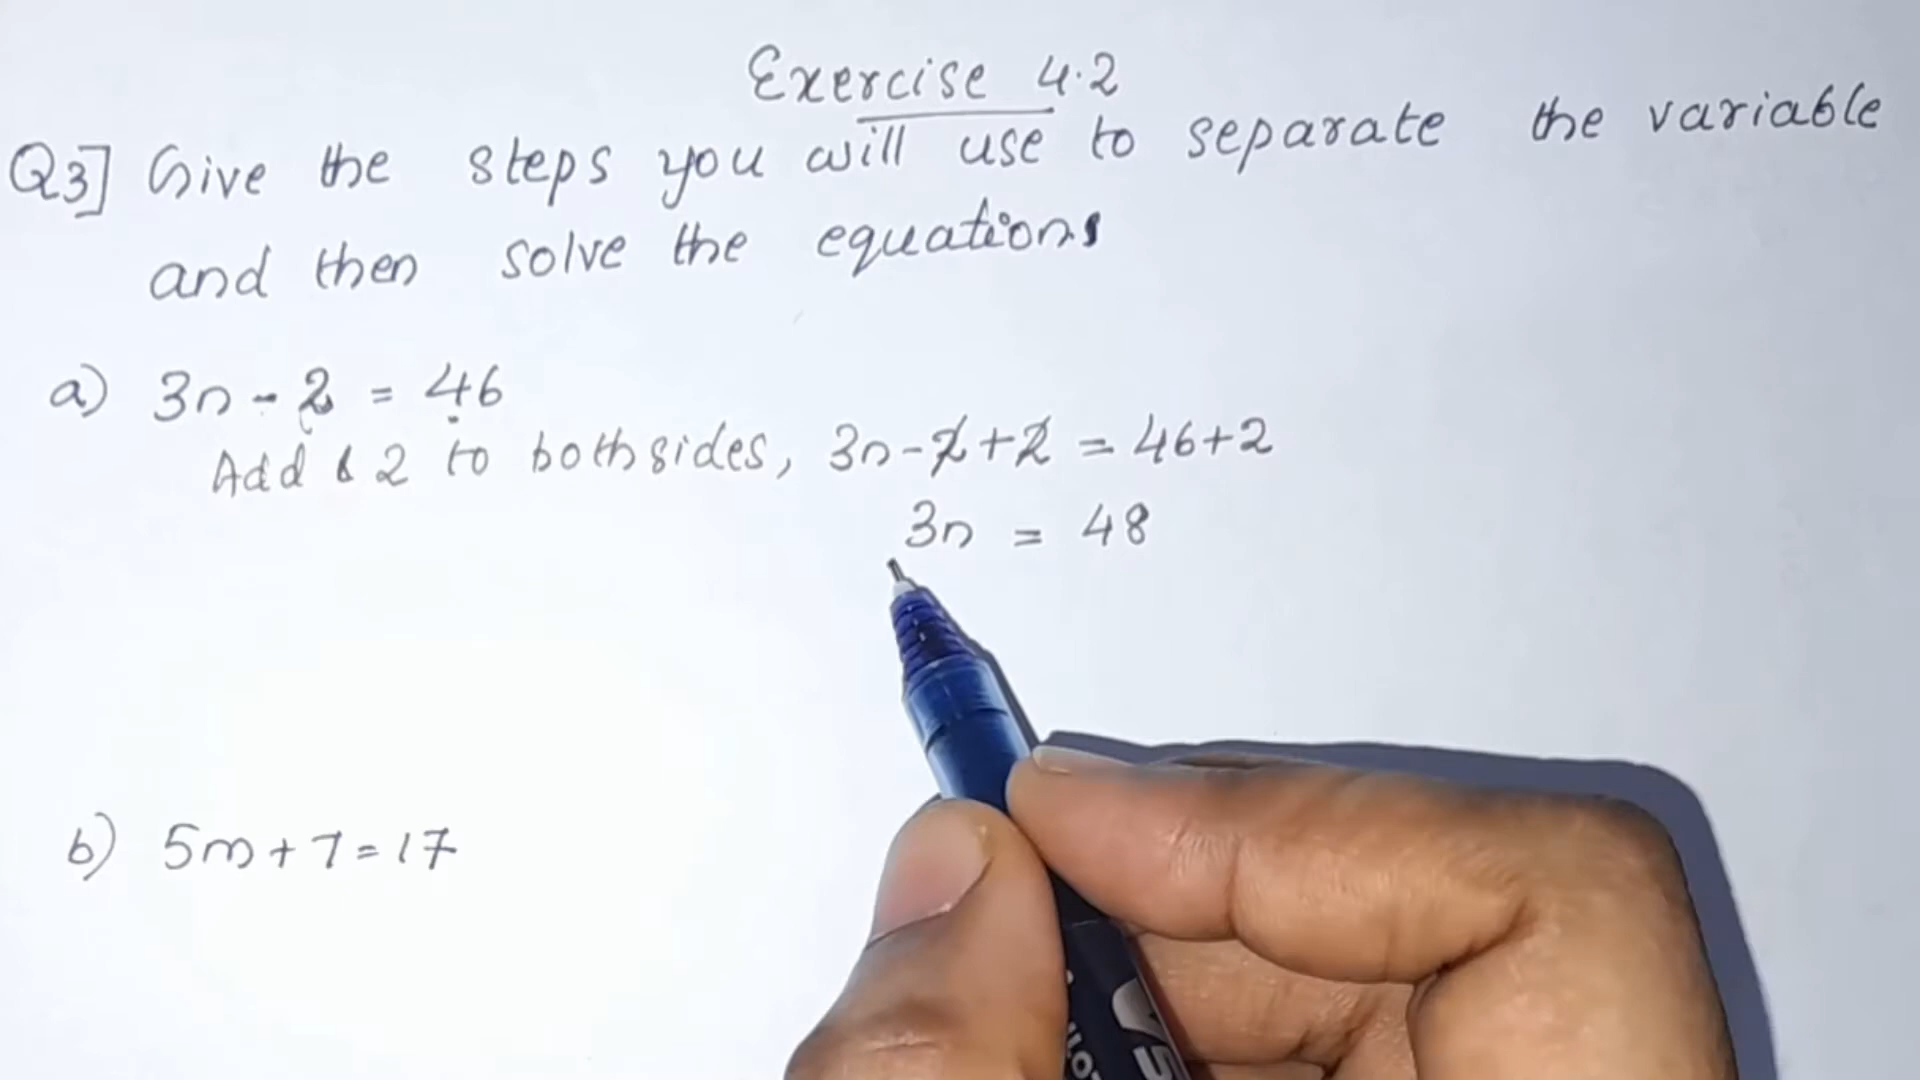 Exercise 4.2
Q3] Give the steps you will use to separate the variable
and then solve the equations
a) 3n - 2 = 46
Add 2 to both sides, 3n - 2 + 2 = 46 + 2
3n = 48
b) 5m + 7 = 17